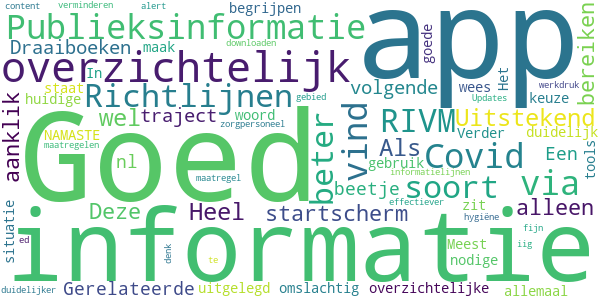 content verminderen alert begrijpen
Publieksinformatie
app
goede
bereiken
Draaiboeken maak downloaden
In
overzichtelijk
volgende wees Het werkdruk
staat
huidige Richtlijnen gebied Updates keuze
aanklik
NAMASTE wel woord
vind
RIVM Uitstekend
traject zorgpersoneel
beter
Als Verder duidelijk
maatregelen
Goed
nl
Covid Een
tools
gebruik
maatregel
informatielijnen
Deze
beetje soort via
effectiever
situatie
Heel startscherm zit alleen
hygiëne
Meest fijn
ed
informatie
denk
nodige iig
te
duidelijker Gerelateerde uitgelegd omslachtig overzichtelijke allemaal